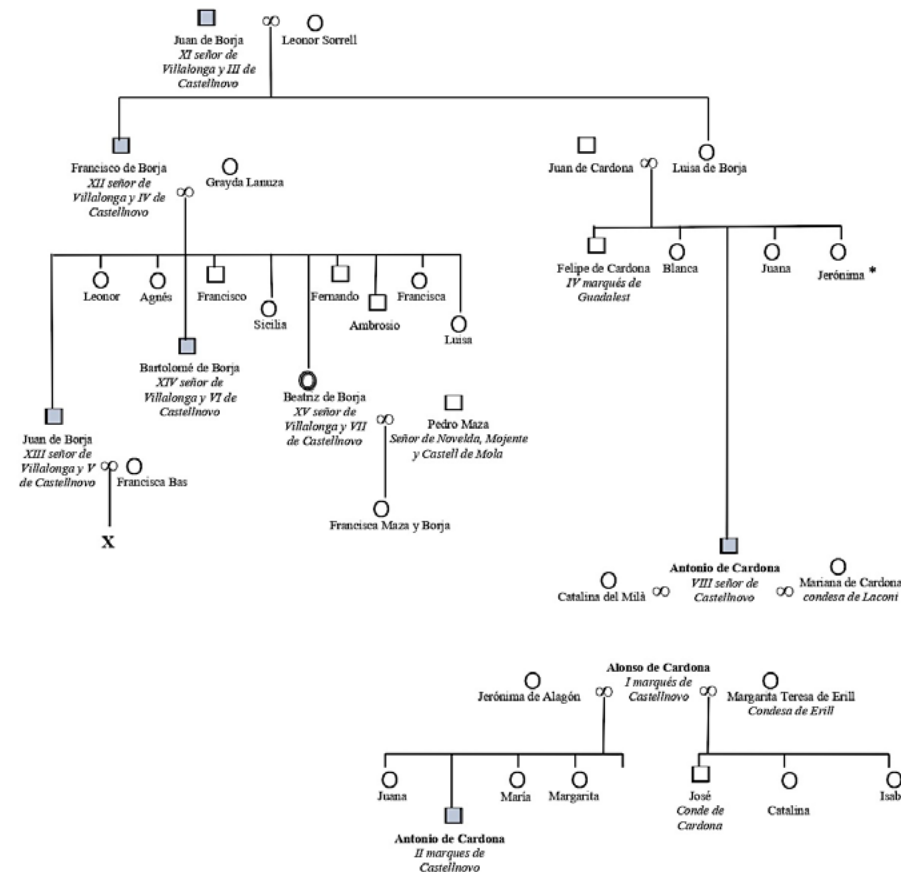 Juan de Borja
XI señor de
Villalonga y III de
Castellnovo
Leonor Sorrell
Francisco de Borja
XII señor de
Villalonga y IV de
Castellnovo
Grayda Lanuza
Juan de Cardona
Luisa de Borja
Leonor
Agnés
Francisco
Sicilia
Fernando
Ambrosio
Francisca
Luisa
Felipe de Cardona
IV marqués de
Guadalest
Blanca
Juana
Jerónima *
Bartolomé de Borja
XIV señor de
Villalonga y VI de
Castellnovo
Beatriz de Borja
XV señor de
Villalonga y VII
de Castellnovo
Pedro Maza
Señor de Novelda, Mojente
y Castell de Mola
Juan de Borja
XIII señor de
Villalonga y V
de Castellnovo
Francisca Bas
X
Francisca Maza y Borja
Catalina del Milà
Antonio de Cardona
VIII señor de
Castellnovo
Mariana de Cardona
condesa de Laconi
Jerónima de Alagón
Alonso de Cardona
I marqués de
Castellnovo
Margarita Teresa de Erill
Condesa de Erill
Juana
María
Margarita
José
Conde de
Cardona
Catalina
Isab
Antonio de Cardona
II marques de
Castellnovo